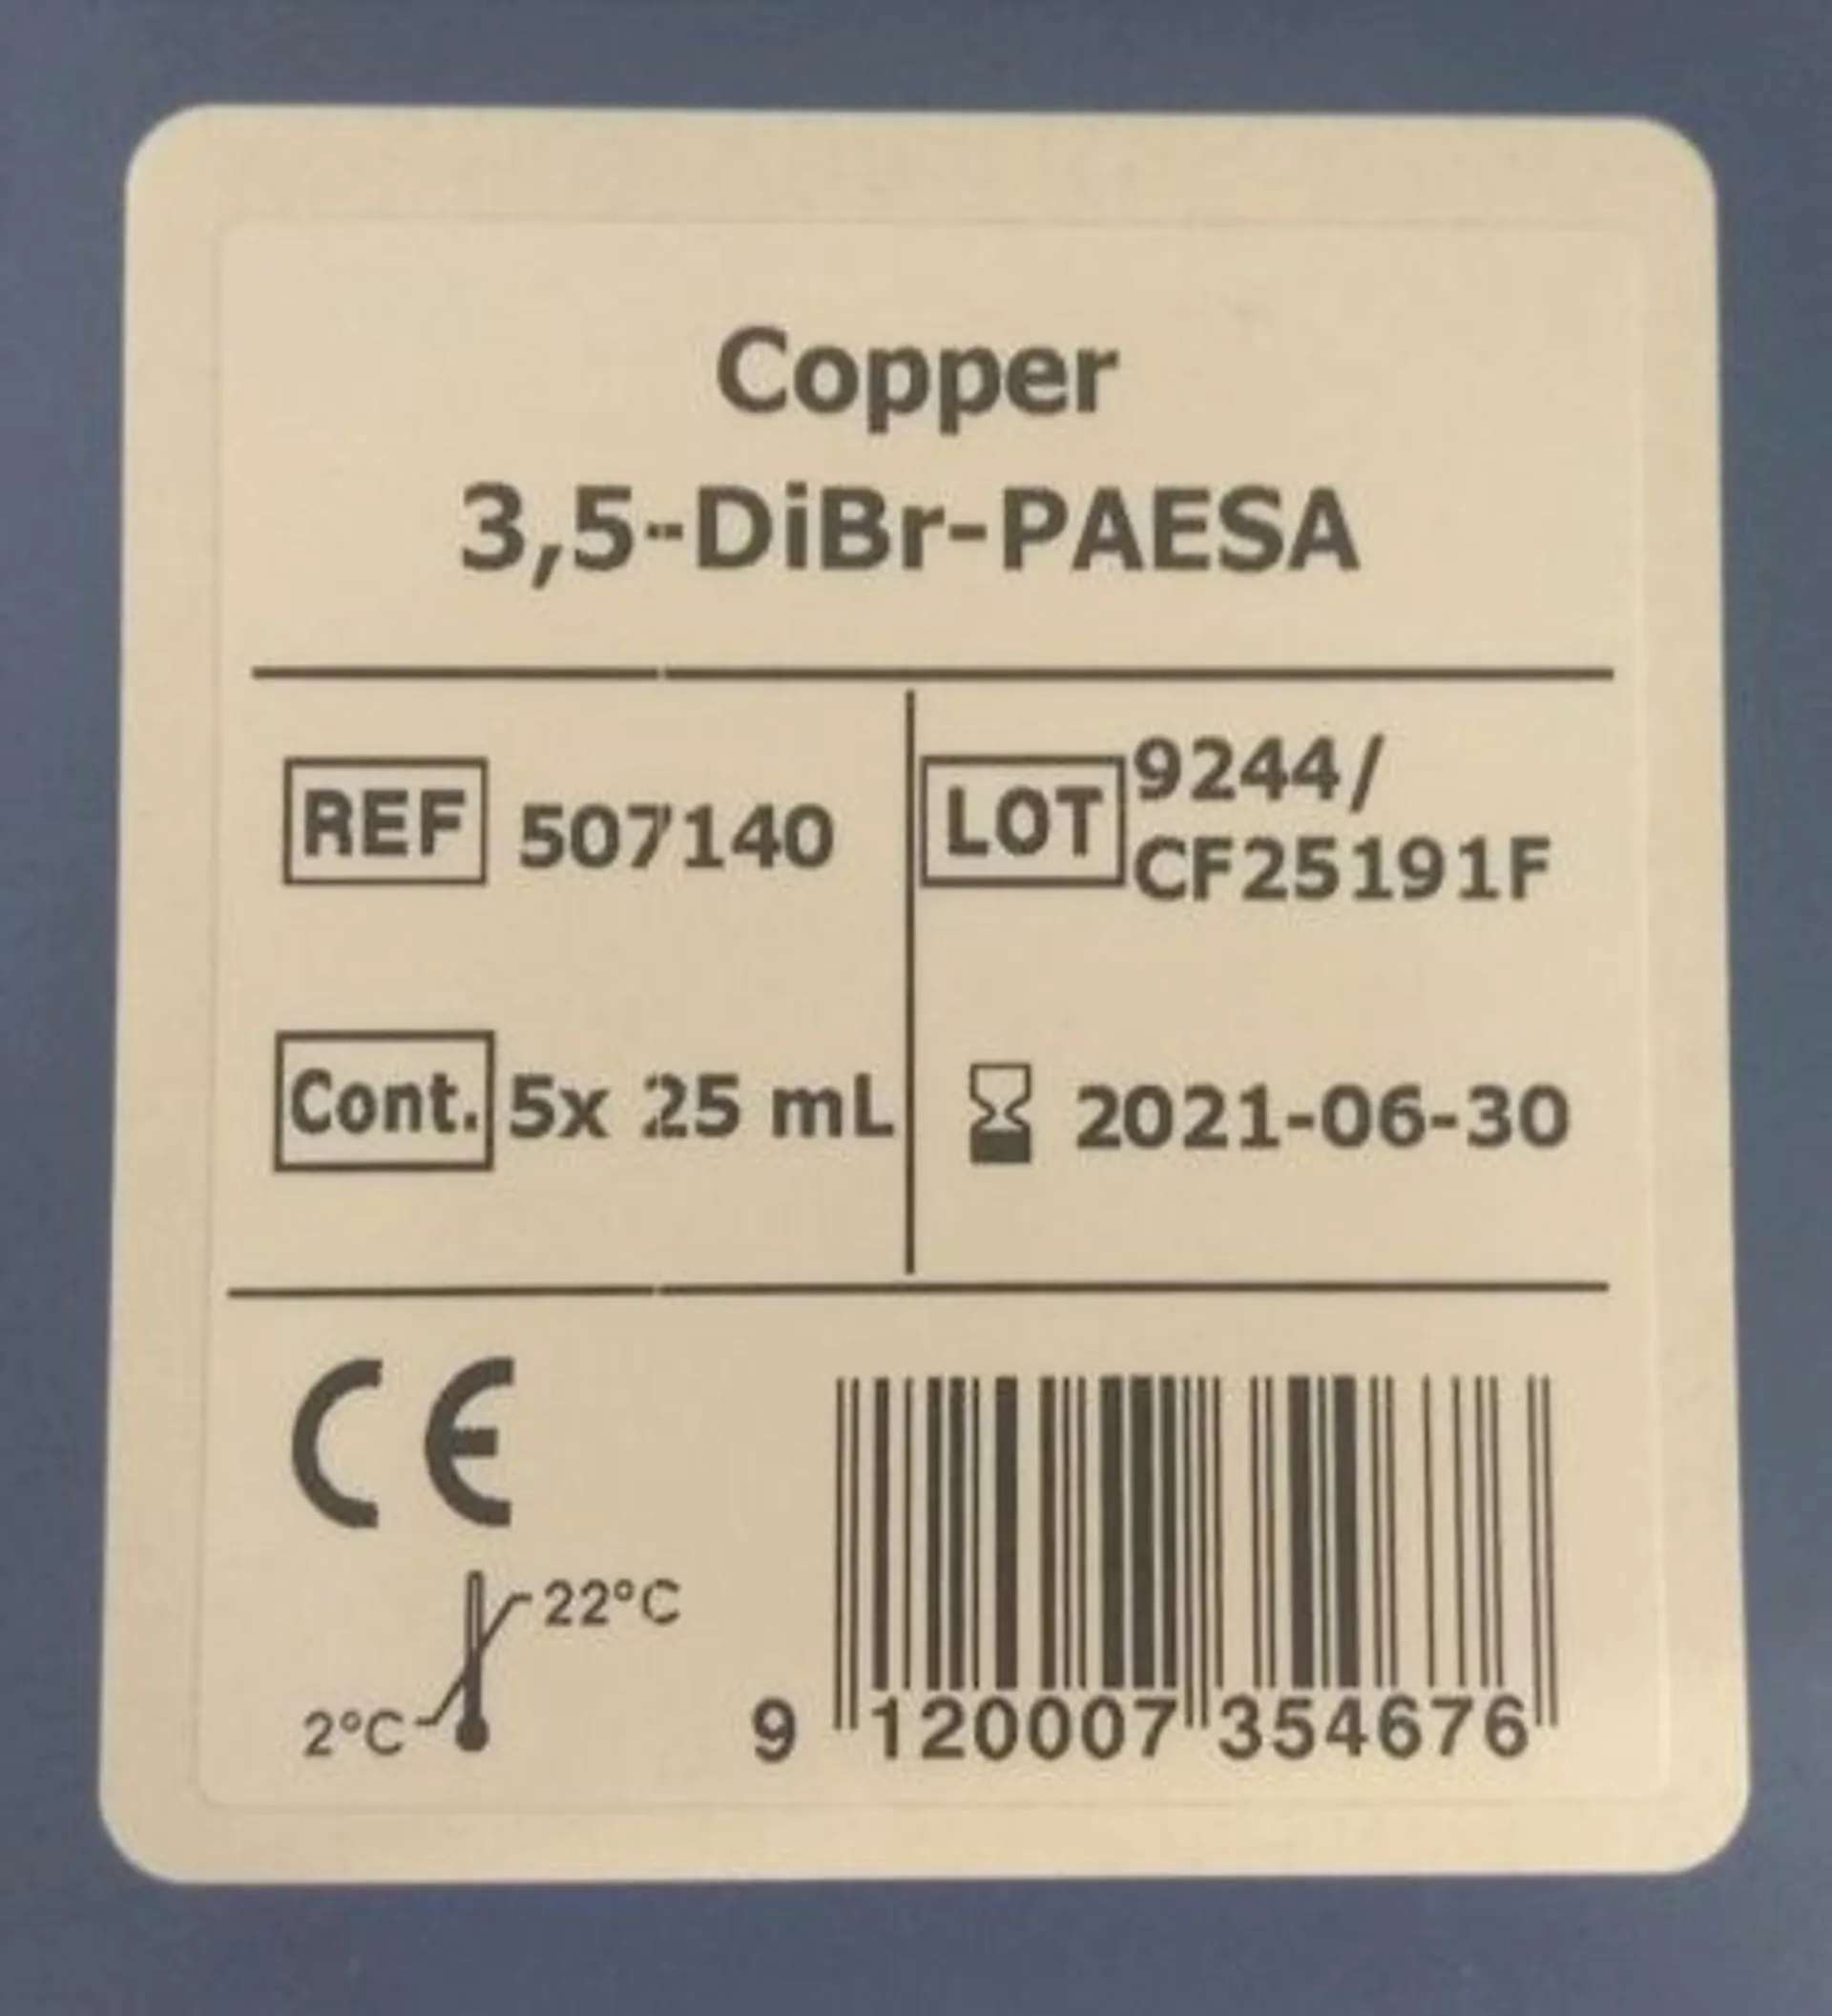 Copper
3,5-DiBr-PAESA
REF 507140
LOT 9244/
CF25191F
Cont. 5x 25 mL
2021-06-30
CE
22°C
2°C
9 120007 354676